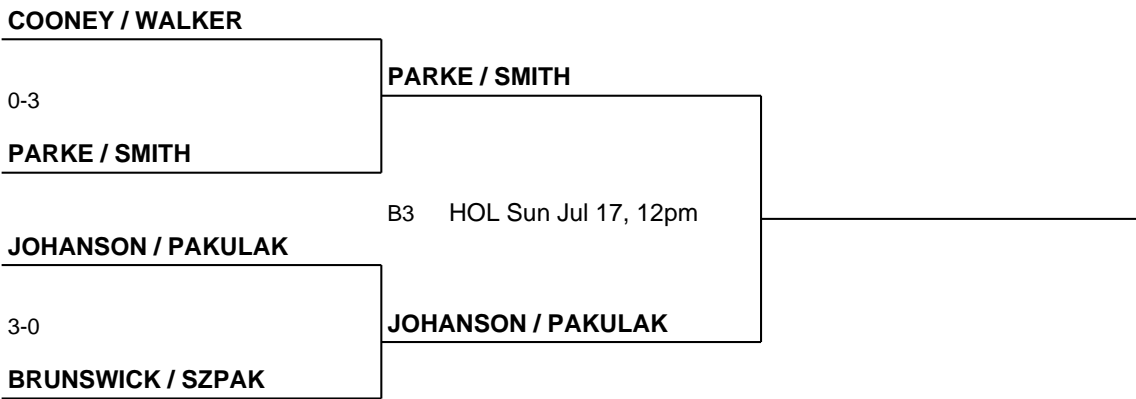 COONEY / WALKER
PARKE / SMITH
0-3
PARKE / SMITH
B3 HOL Sun Jul 17, 12pm
JOHANSON / PAKULAK
3-0
JOHANSON / PAKULAK
BRUNSWICK / SZPAK